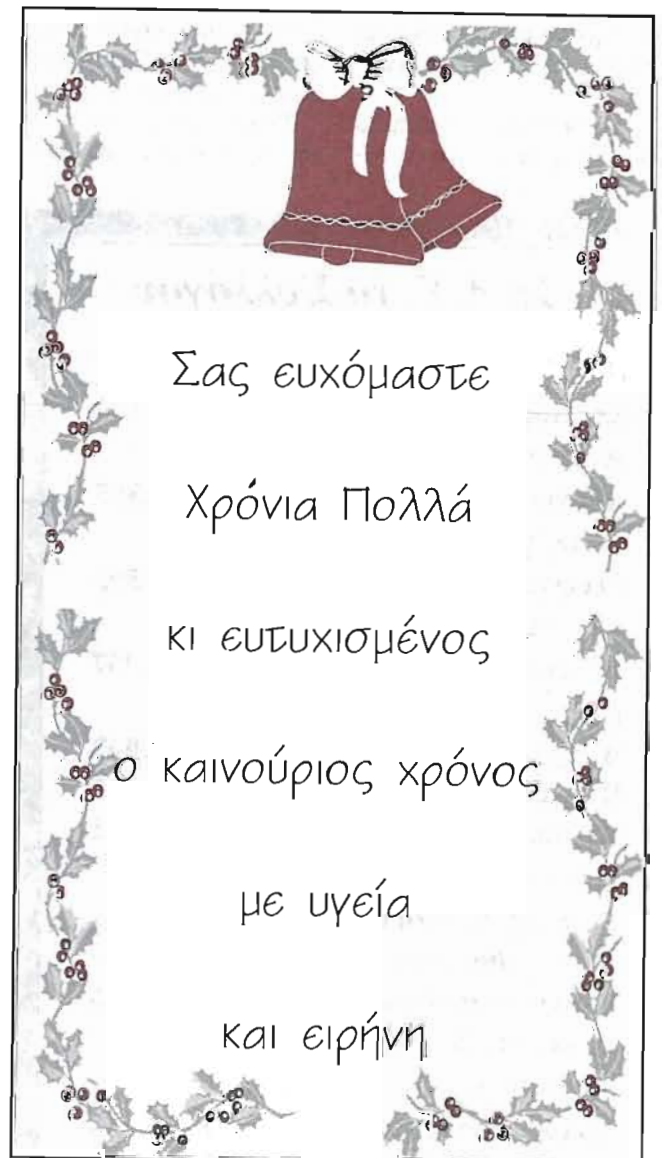 Σας ευχόμαστε
Χρόνια Πολλά
κι ευτυχισμένος
ο καινούριος χρόνος
με υγεία
και ειρήνη